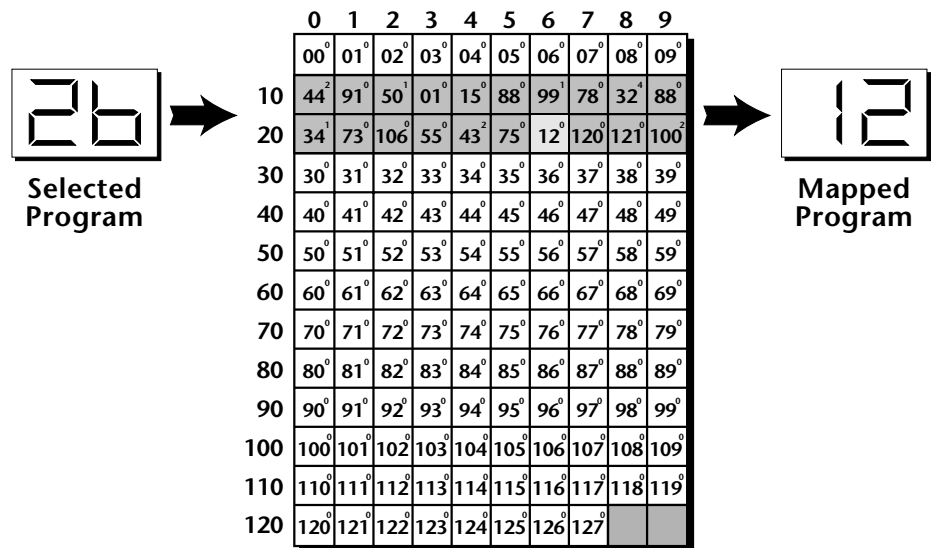 0 1 2 3 4 5 6 7 8 9
00⁰ 01⁰ 02⁰ 03⁰ 04⁰ 05⁰ 06⁰ 07⁰ 08⁰ 09⁰
10 44² 91⁰ 50¹ 01⁰ 15⁰ 88⁰ 99¹ 78⁰ 32⁴ 88⁰
20 34¹ 73⁰ 106⁰ 55⁰ 43² 75⁰ 12⁰ 120⁰ 121⁰ 100²
26
12
30 30⁰ 31⁰ 32⁰ 33⁰ 34⁰ 35⁰ 36⁰ 37⁰ 38⁰ 39⁰
Selected
Program
Mapped
Program
40 40⁰ 41⁰ 42⁰ 43⁰ 44⁰ 45⁰ 46⁰ 47⁰ 48⁰ 49⁰
50 50⁰ 51⁰ 52⁰ 53⁰ 54⁰ 55⁰ 56⁰ 57⁰ 58⁰ 59⁰
60 60⁰ 61⁰ 62⁰ 63⁰ 64⁰ 65⁰ 66⁰ 67⁰ 68⁰ 69⁰
70 70⁰ 71⁰ 72⁰ 73⁰ 74⁰ 75⁰ 76⁰ 77⁰ 78⁰ 79⁰
80 80⁰ 81⁰ 82⁰ 83⁰ 84⁰ 85⁰ 86⁰ 87⁰ 88⁰ 89⁰
90 90⁰ 91⁰ 92⁰ 93⁰ 94⁰ 95⁰ 96⁰ 97⁰ 98⁰ 99⁰
100 100⁰ 101⁰ 102⁰ 103⁰ 104⁰ 105⁰ 106⁰ 107⁰ 108⁰ 109⁰
110 110⁰ 111⁰ 112⁰ 113⁰ 114⁰ 115⁰ 116⁰ 117⁰ 118⁰ 119⁰
120 120⁰ 121⁰ 122⁰ 123⁰ 124⁰ 125⁰ 126⁰ 127⁰